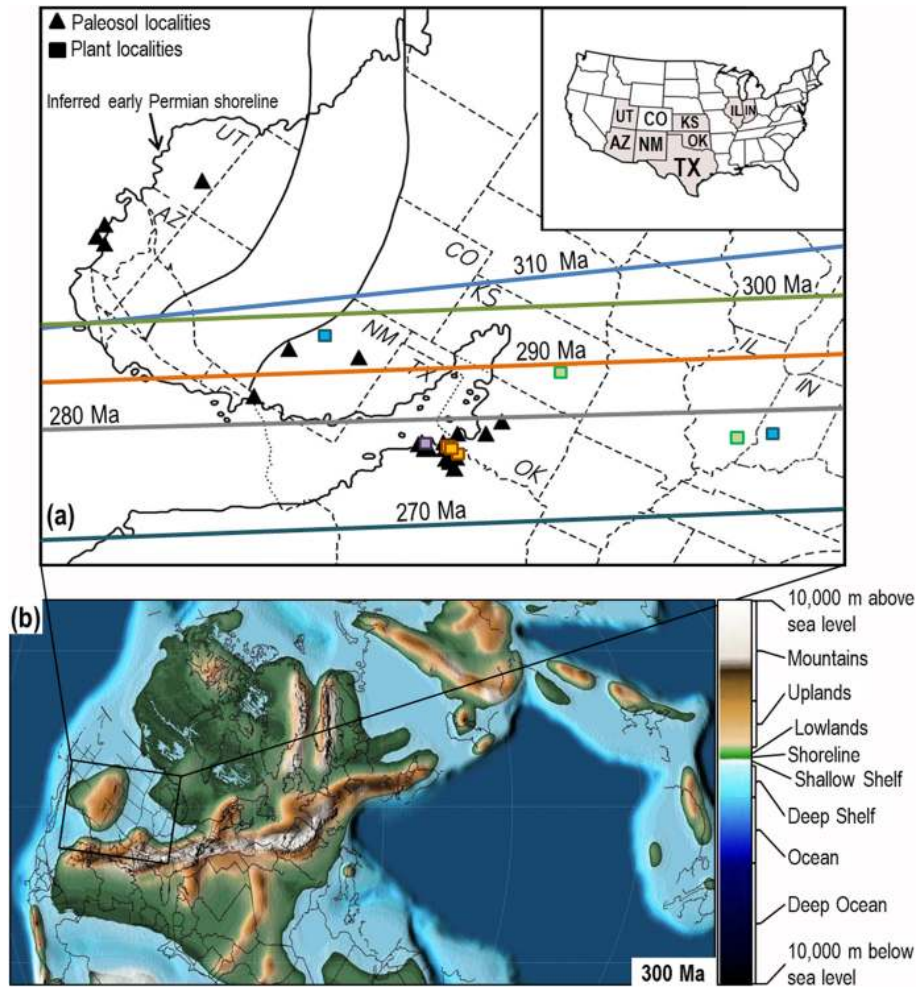 Paleosol localities
Plant localities
Inferred early Permian shoreline
UT
AZ
CO
KS
NM
TX
OK
IL
IN
310 Ma
300 Ma
290 Ma
280 Ma
270 Ma
(a)
UT
CO
KS
IL
IN
AZ
NM
OK
TX
(b)
300 Ma
10,000 m above
sea level
Mountains
Uplands
Lowlands
Shoreline
Shallow Shelf
Deep Shelf
Ocean
Deep Ocean
10,000 m below
sea level